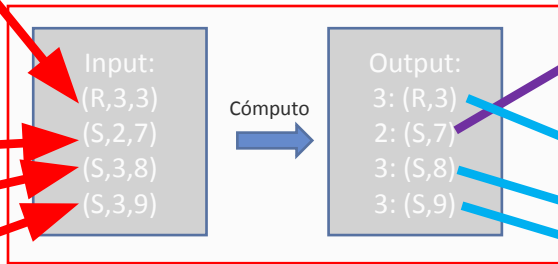 Input:
(R,3,3)
(S,2,7)
(S,3,8)
(S,3,9)
Cómputo
Output:
3: (R,3)
2: (S,7)
3: (S,8)
3: (S,9)